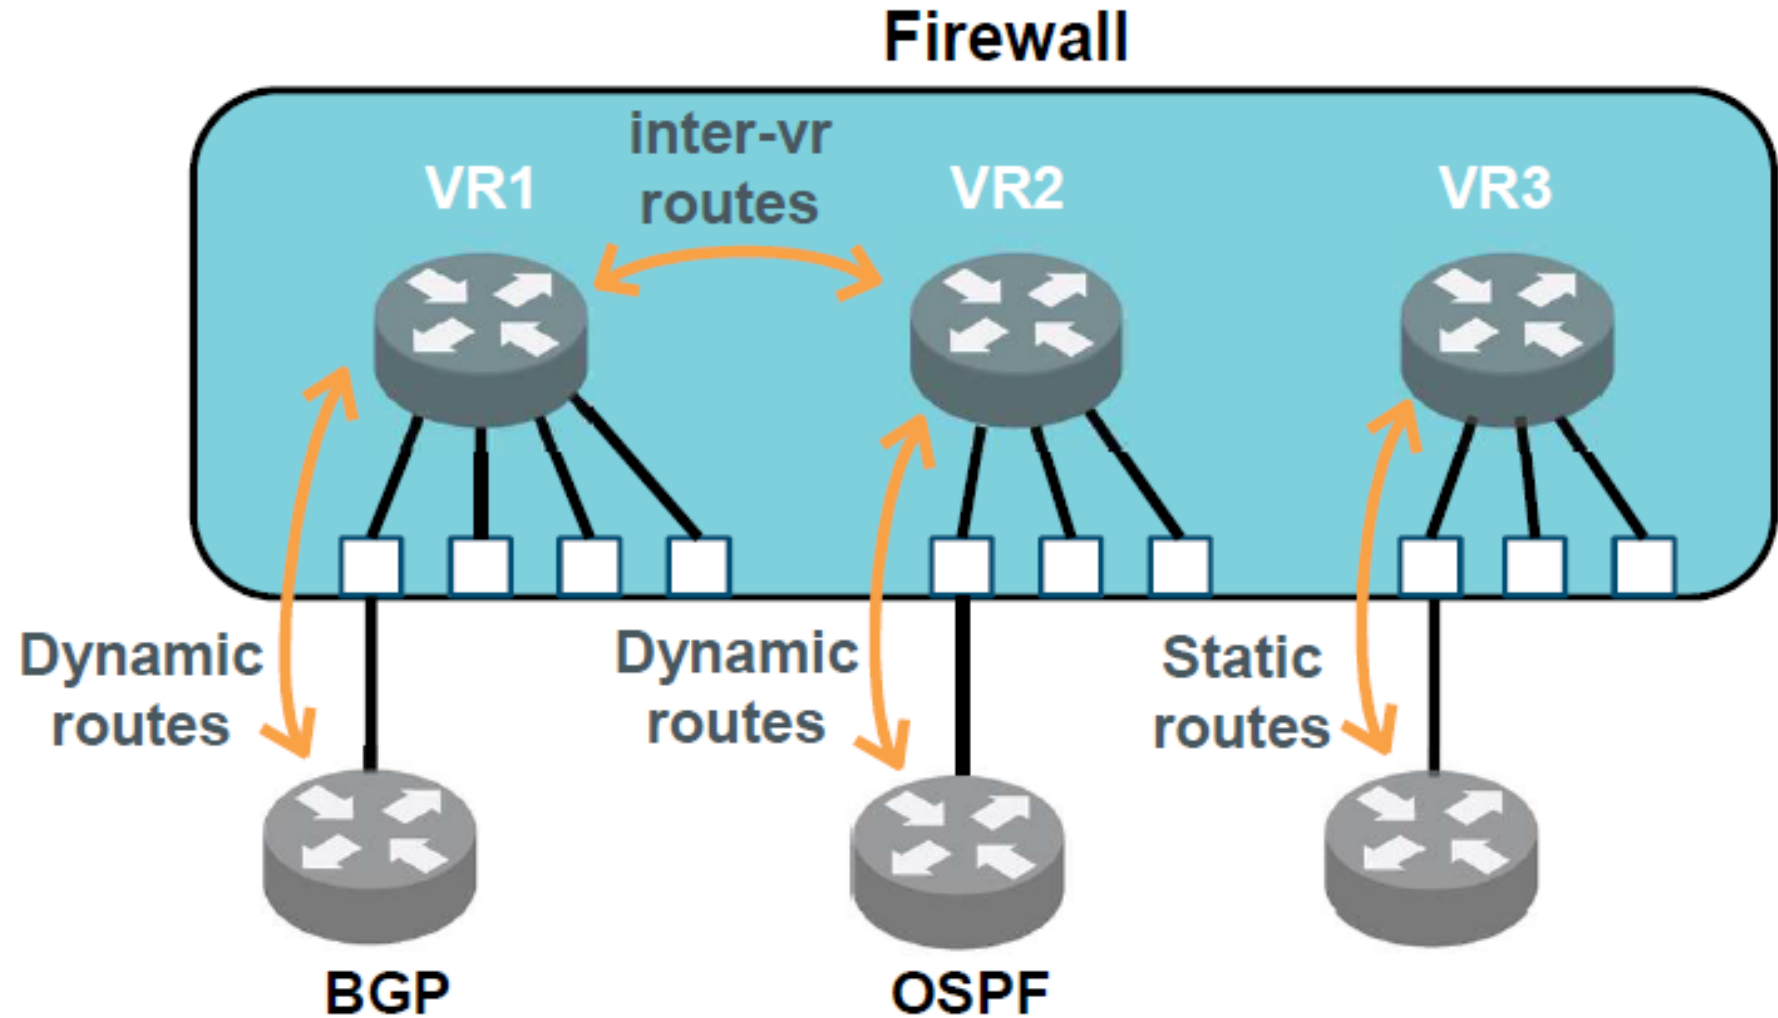 Firewall
inter-vr
routes
VR1
VR2
VR3
Dynamic
routes
Dynamic
routes
Static
routes
BGP
OSPF